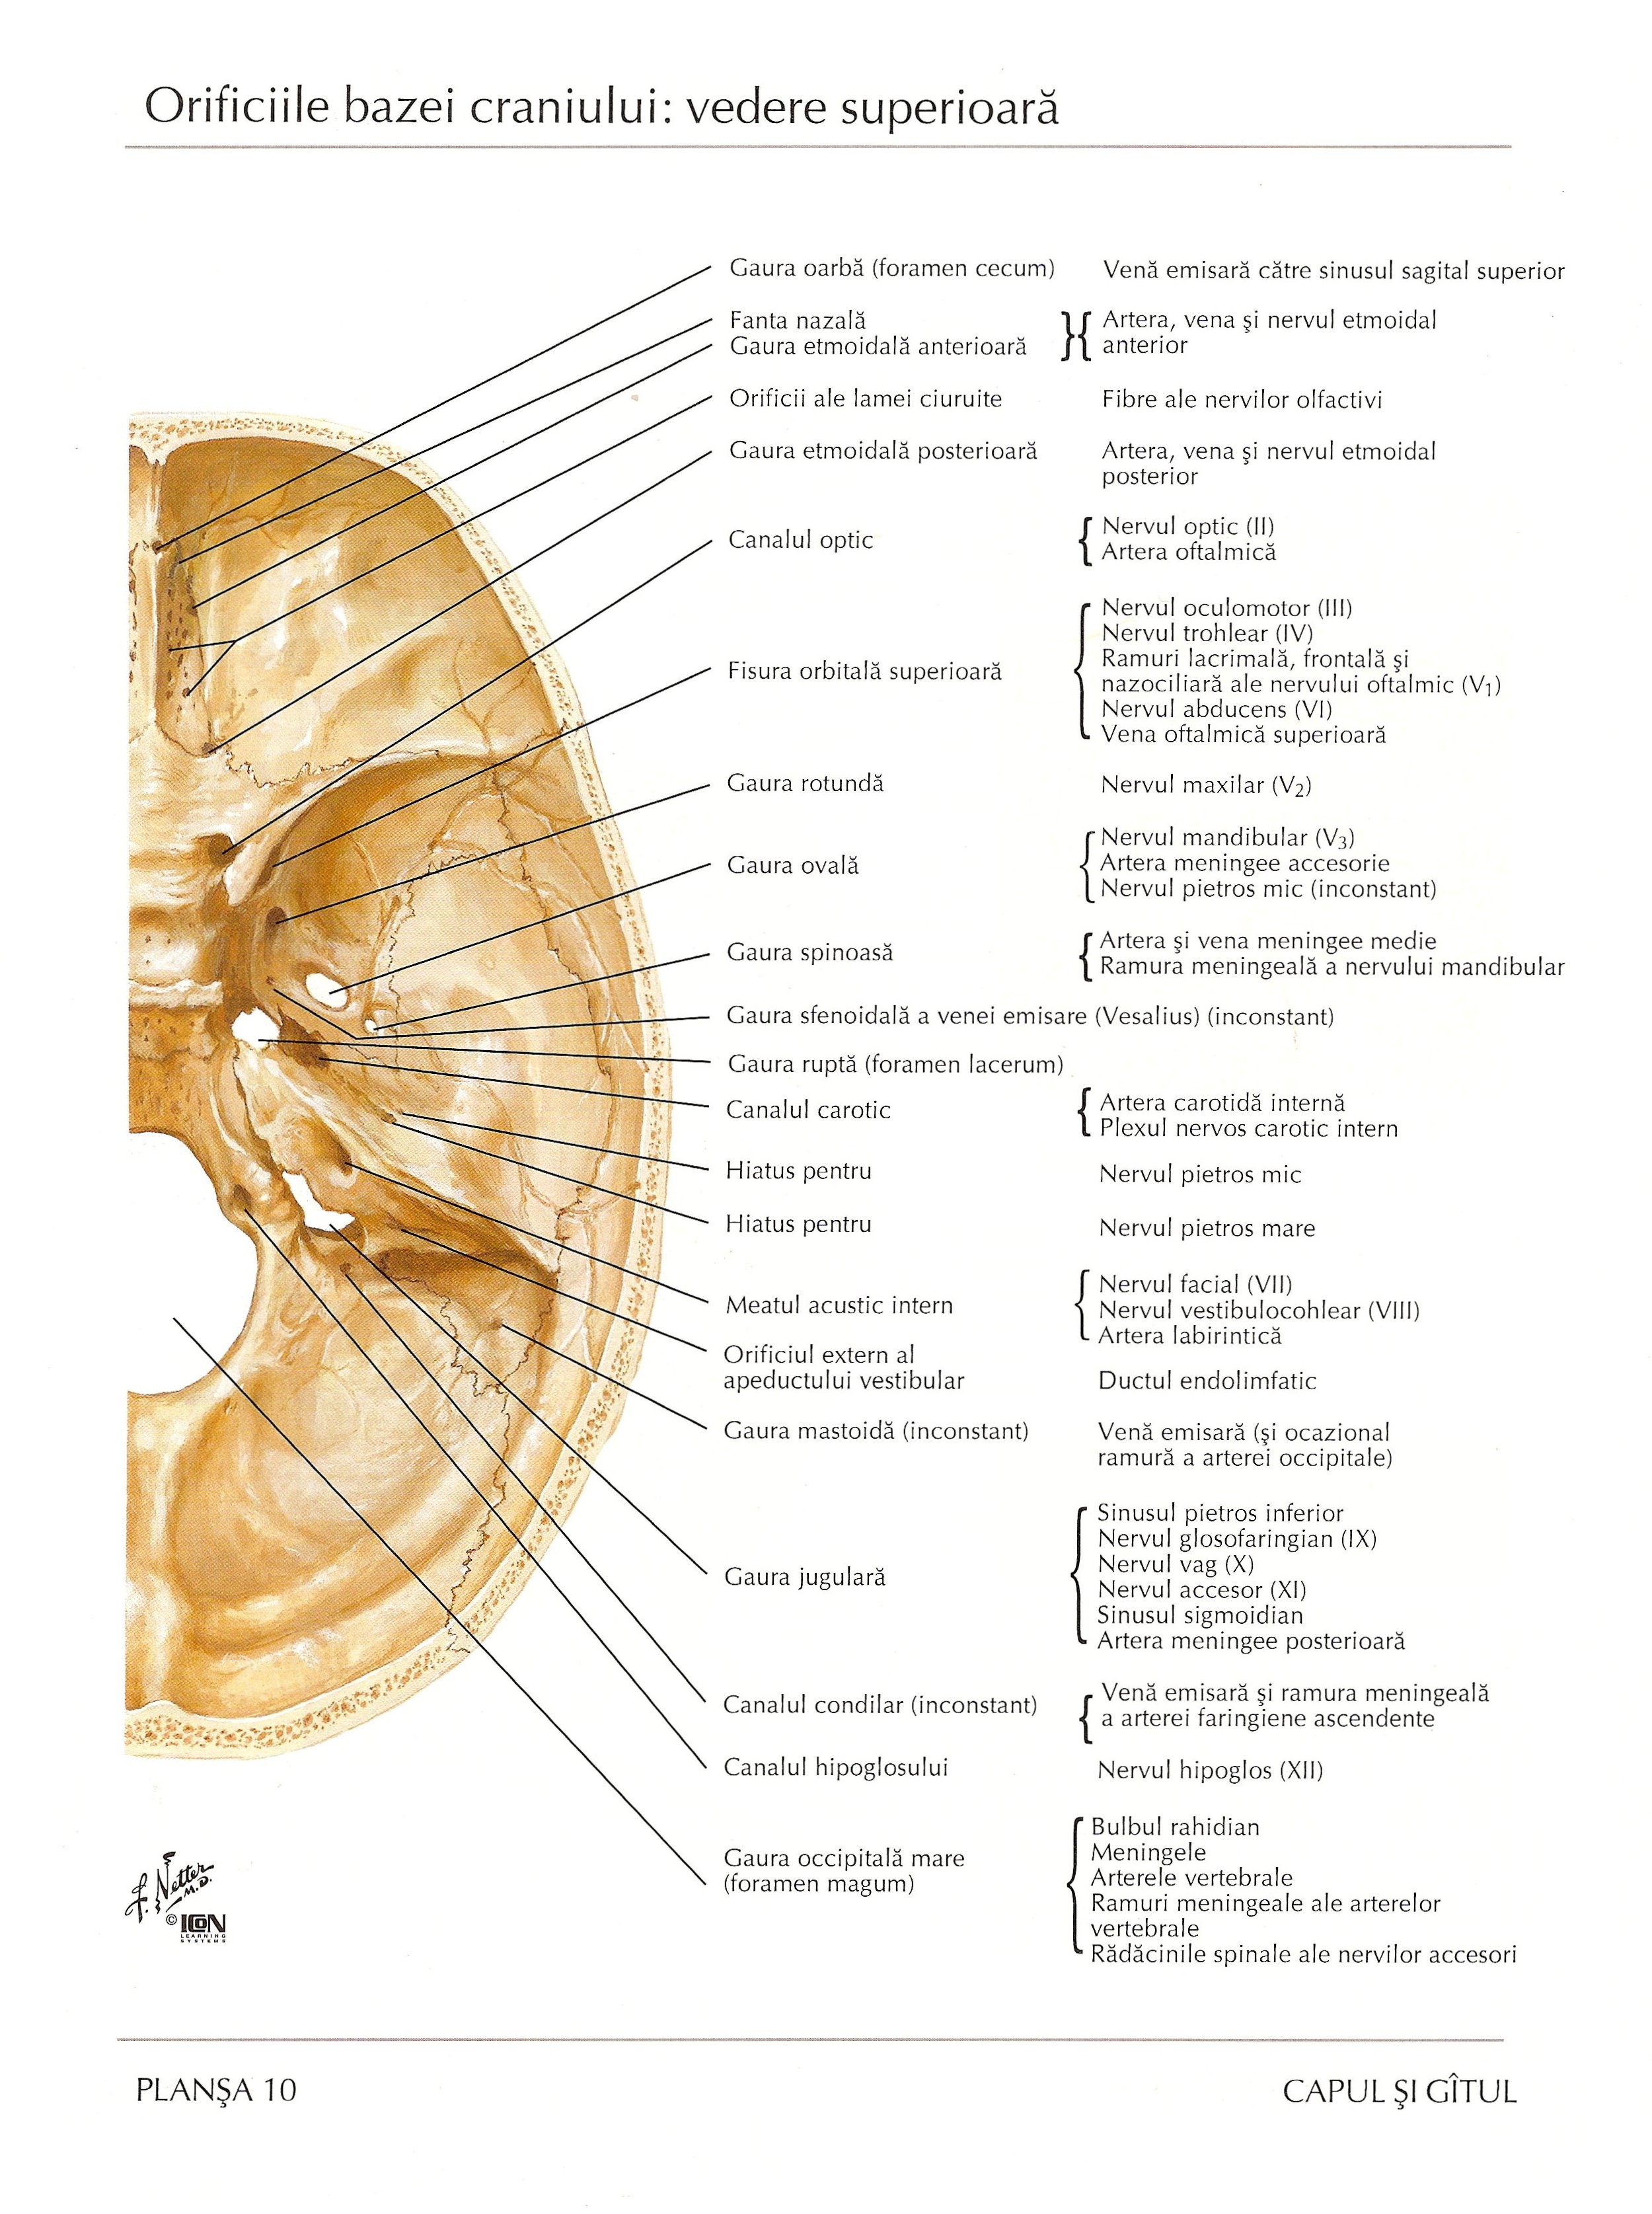 Orificiile bazei craniului: vedere superioară
Gaura oarbă (foramen cecum) Venă emisară către sinusul sagital superior
Fanta nazală Artera, vena şi nervul etmoidal
Gaura etmoidală anterioară anterior
Orificii ale lamei ciuruite Fibre ale nervilor olfactivi
Gaura etmoidală posterioară Artera, vena şi nervul etmoidal
posterior
Nervul optic (II)
Canalul optic
Artera oftalmică
Nervul oculomotor (III)
Nervul trohlear (IV)
Ramuri lacrimală, frontală şi
Fisura orbitală superioară
nazociliară ale nervului oftalmic (V1)
Nervul abducens (VI)
Vena oftalmică superioară
Gaura rotundă Nervul maxilar (V2)
Nervul mandibular (V3)
Gaura ovală Artera meningee accesorie
Nervul pietros mic (inconstant)
Gaura spinoasă Artera şi vena meningee medie
Ramura meningeală a nervului mandibular
Gaura sfenoidală a venei emisare (Vesalius) (inconstant)
Gaura ruptă (foramen lacerum)
Canalul carotic Artera carotidă internă
Plexul nervos carotic intern
Hiatus pentru Nervul pietros mic
Hiatus pentru Nervul pietros mare
Nervul facial (VII)
Meatul acustic intern Nervul vestibulocohlear (VIII)
Artera labirintică
Orificiul extern al
apeductului vestibular Ductul endolimfatic
Gaura mastoidă (inconstant) Venă emisară (şi ocazional
ramură a arterei occipitale)
Sinusul pietros inferior
Nervul glosofaringian (IX)
Nervul vag (X)
Gaura jugulară
Nervul accesor (XI)
Sinusul sigmoidian
Artera meningee posterioară
Canalul condilar (inconstant) Venă emisară şi ramura meningeală
a arterei faringiene ascendente
Canalul hipoglosului Nervul hipoglos (XII)
Bulbul rahidian
Meningele
Gaura occipitală mare Arterele vertebrale
(foramen magum) Ramuri meningeale ale arterelor
vertebrale
Rădăcinile spinale ale nervilor accesori
F. Netter
M.D.
© ICON
LEARNING
SYSTEMS
PLANŞA 10 CAPUL ŞI GÎTUL